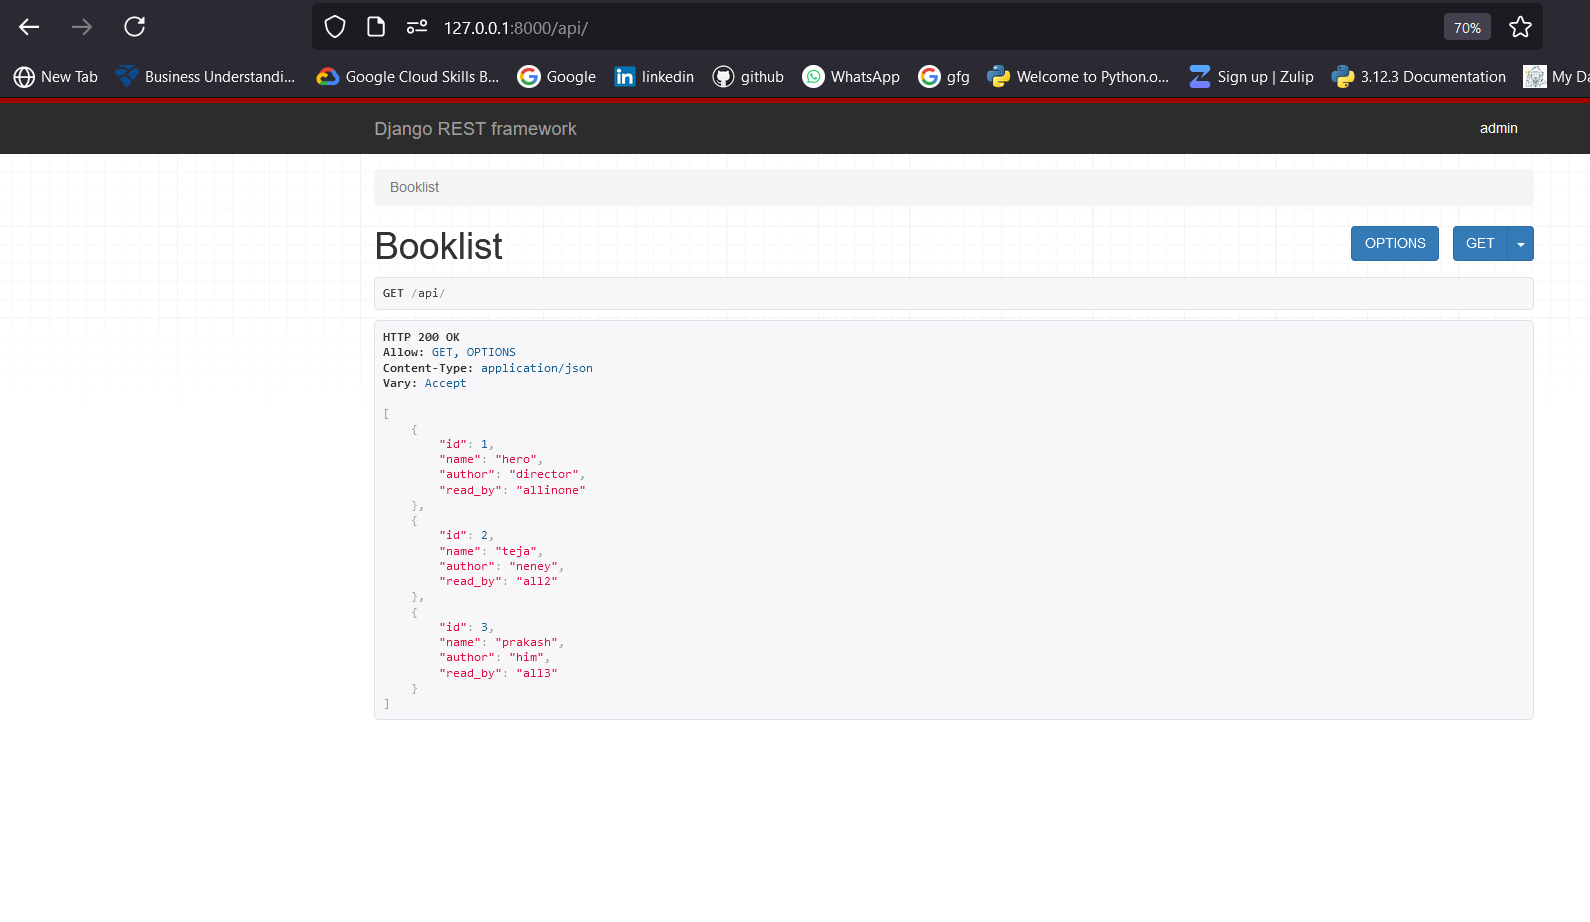 127.0.0.1:8000/api/
70%
New Tab
Business Understandi...
Google Cloud Skills B...
Google
linkedin
github
WhatsApp
gfg
Welcome to Python.o...
Sign up | Zulip
3.12.3 Documentation
My Da
Django REST framework
admin
Booklist
Booklist
OPTIONS
GET
GET /api/
HTTP 200 OK
Allow: GET, OPTIONS
Content-Type: application/json
Vary: Accept
[
{
"id": 1,
"name": "hero",
"author": "director",
"read_by": "allinone"
},
{
"id": 2,
"name": "teja",
"author": "neney",
"read_by": "all2"
},
{
"id": 3,
"name": "prakash",
"author": "him",
"read_by": "all3"
}
]